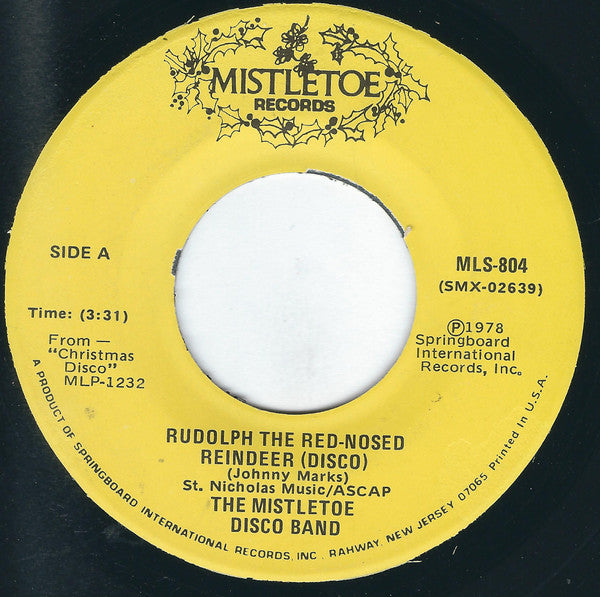 MISTLETOE
RECORDS
SIDE A
MLS-804
(SMX-02639)
Time: (3:31)
From —
"Christmas
Disco"
MLP-1232
Ⓟ1978
Springboard
International
Records, Inc.
RUDOLPH THE RED-NOSED
REINDEER (DISCO)
(Johnny Marks)
St. Nicholas Music/ASCAP
THE MISTLETOE
DISCO BAND
A PRODUCT OF SPRINGBOARD INTERNATIONAL RECORDS, INC., RAHWAY, NEW JERSEY 07065 Printed In U.S.A.